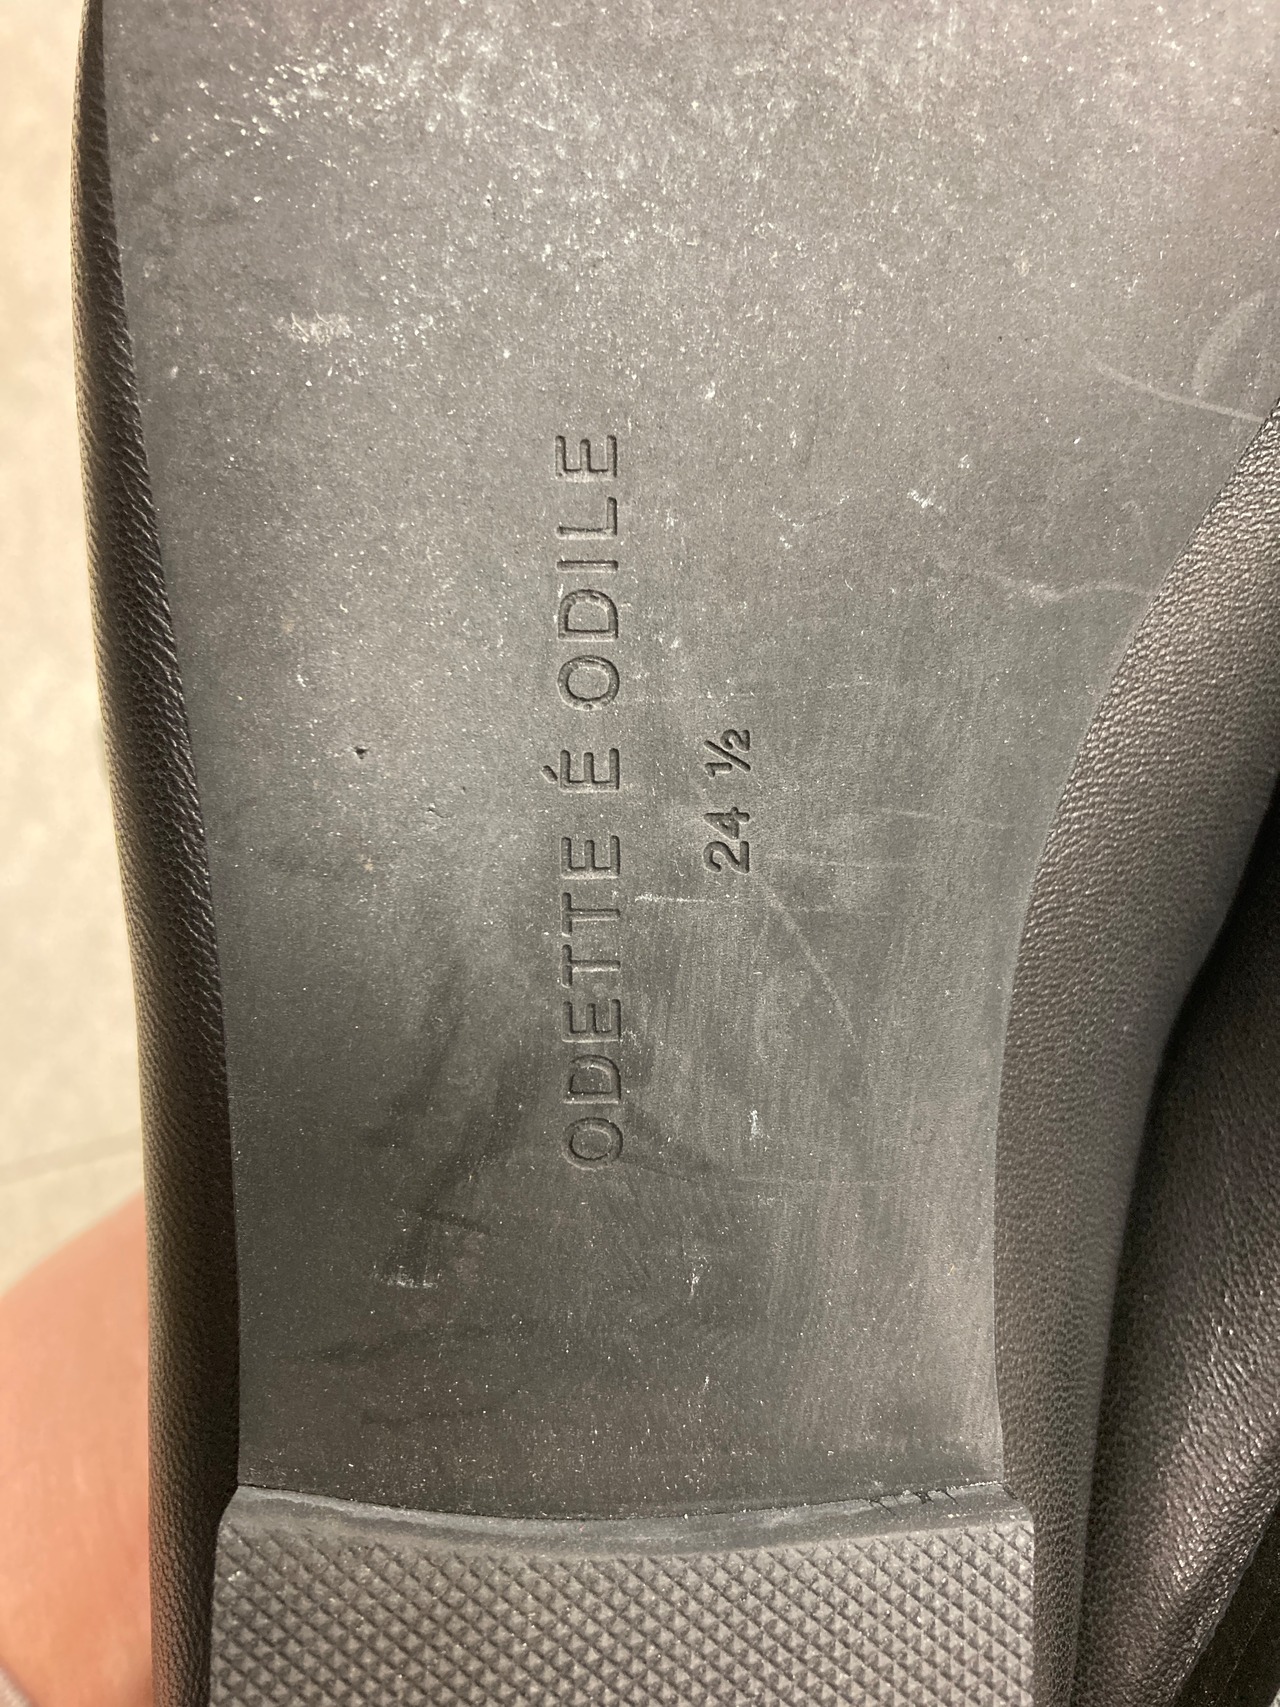 ODETTE É ODILE
24 ½